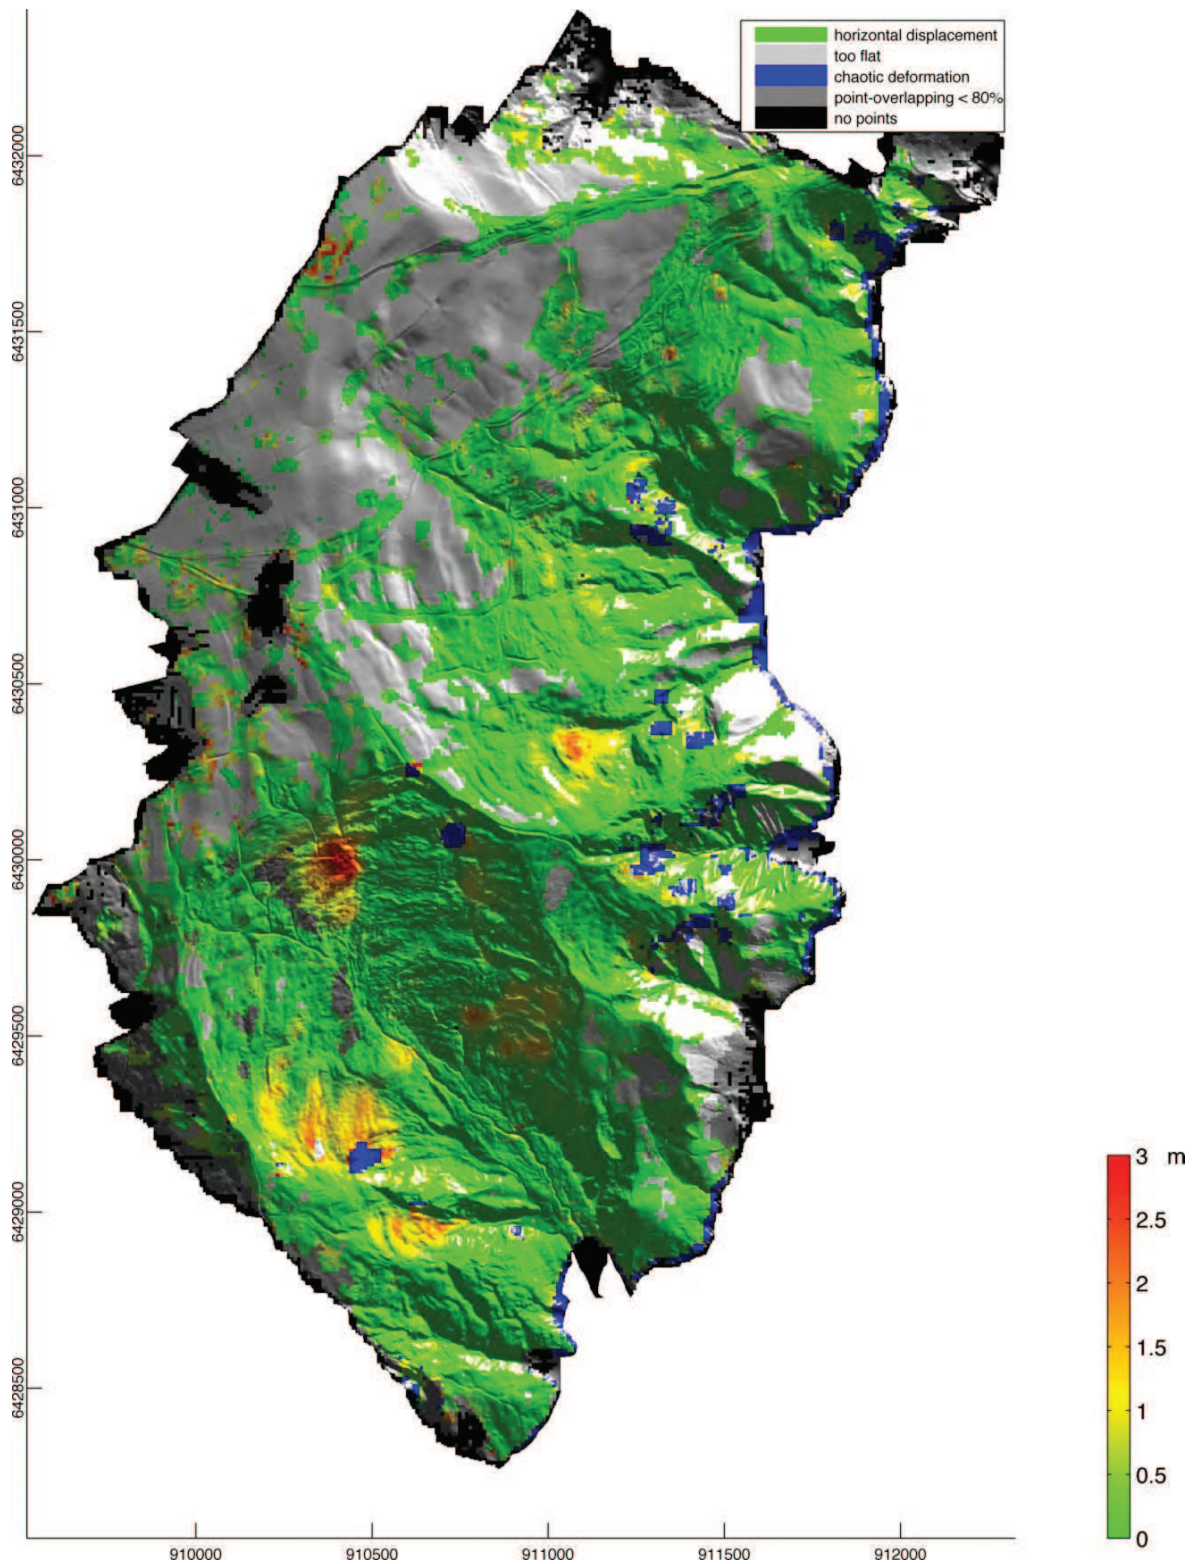 horizontal displacement
too flat
chaotic deformation
point-overlapping < 80%
no points
6432000
6431500
6431000
6430500
6430000
6429500
6429000
6428500
3 m
2.5
2
1.5
1
0.5
0
910000 910500 911000 911500 912000